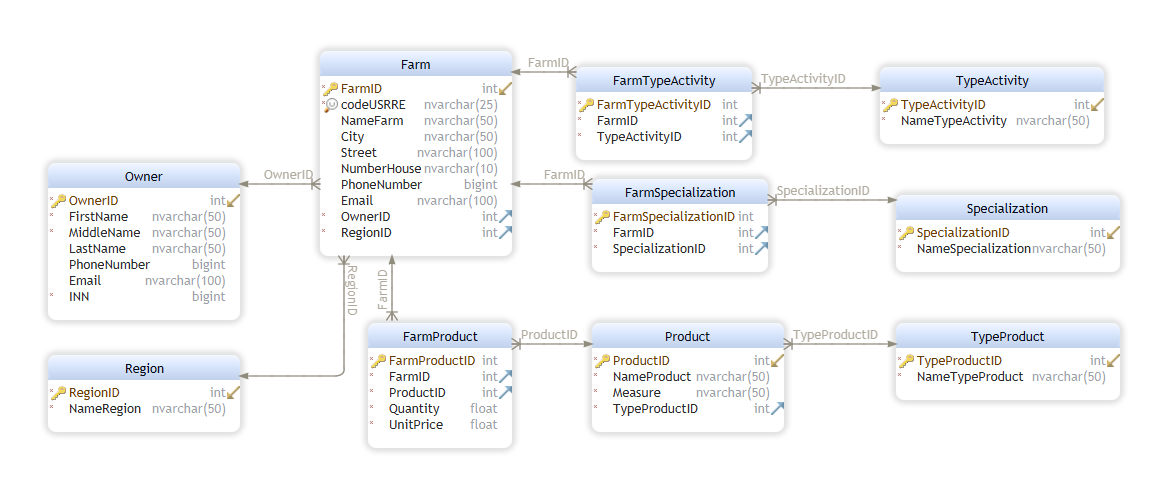 Farm
FarmID int
codeUSRRE nvarchar(25)
NameFarm nvarchar(50)
City nvarchar(50)
Street nvarchar(100)
NumberHouse nvarchar(10)
PhoneNumber bigint
Email nvarchar(100)
OwnerID int
RegionID int
FarmID
FarmTypeActivity
FarmTypeActivityID int
FarmID int
TypeActivityID int
TypeActivityID
TypeActivity
TypeActivityID int
NameTypeActivity nvarchar(50)
Owner
OwnerID int
FirstName nvarchar(50)
MiddleName nvarchar(50)
LastName nvarchar(50)
PhoneNumber bigint
Email nvarchar(100)
INN bigint
OwnerID
FarmID
FarmSpecialization
FarmSpecializationID int
FarmID int
SpecializationID int
SpecializationID
Specialization
SpecializationID int
NameSpecialization nvarchar(50)
RegionID
FarmID
Region
RegionID int
NameRegion nvarchar(50)
FarmProduct
FarmProductID int
FarmID int
ProductID int
Quantity float
UnitPrice float
ProductID
Product
ProductID int
NameProduct nvarchar(50)
Measure nvarchar(50)
TypeProductID int
TypeProductID
TypeProduct
TypeProductID int
NameTypeProduct nvarchar(50)